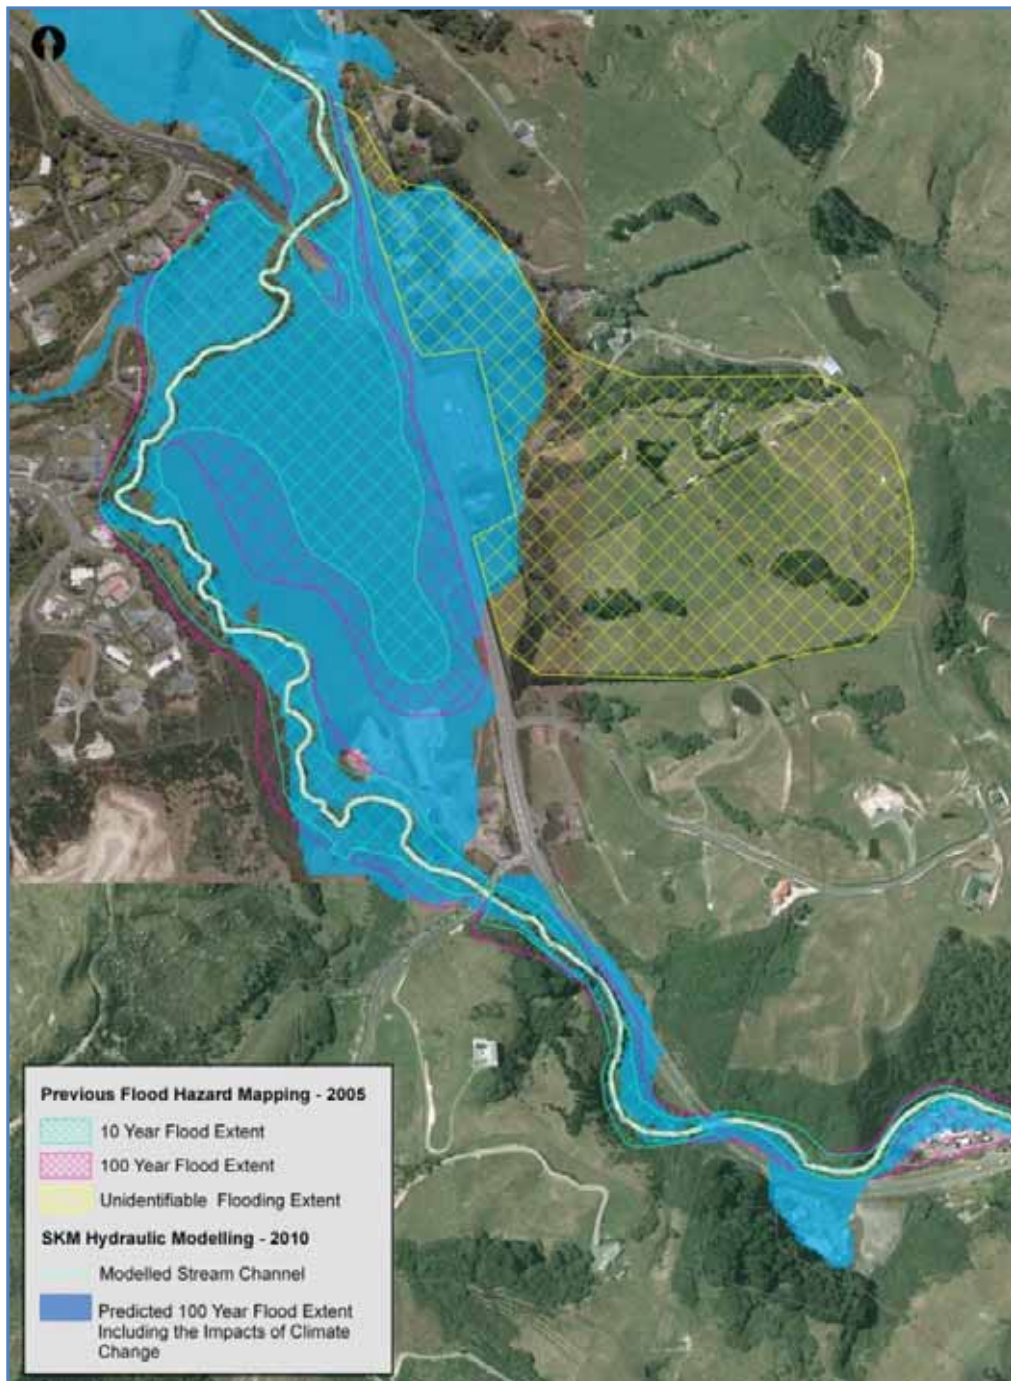 Previous Flood Hazard Mapping - 2005
10 Year Flood Extent
100 Year Flood Extent
Unidentifiable Flooding Extent
SKM Hydraulic Modelling - 2010
Modelled Stream Channel
Predicted 100 Year Flood Extent
Including the Impacts of Climate
Change